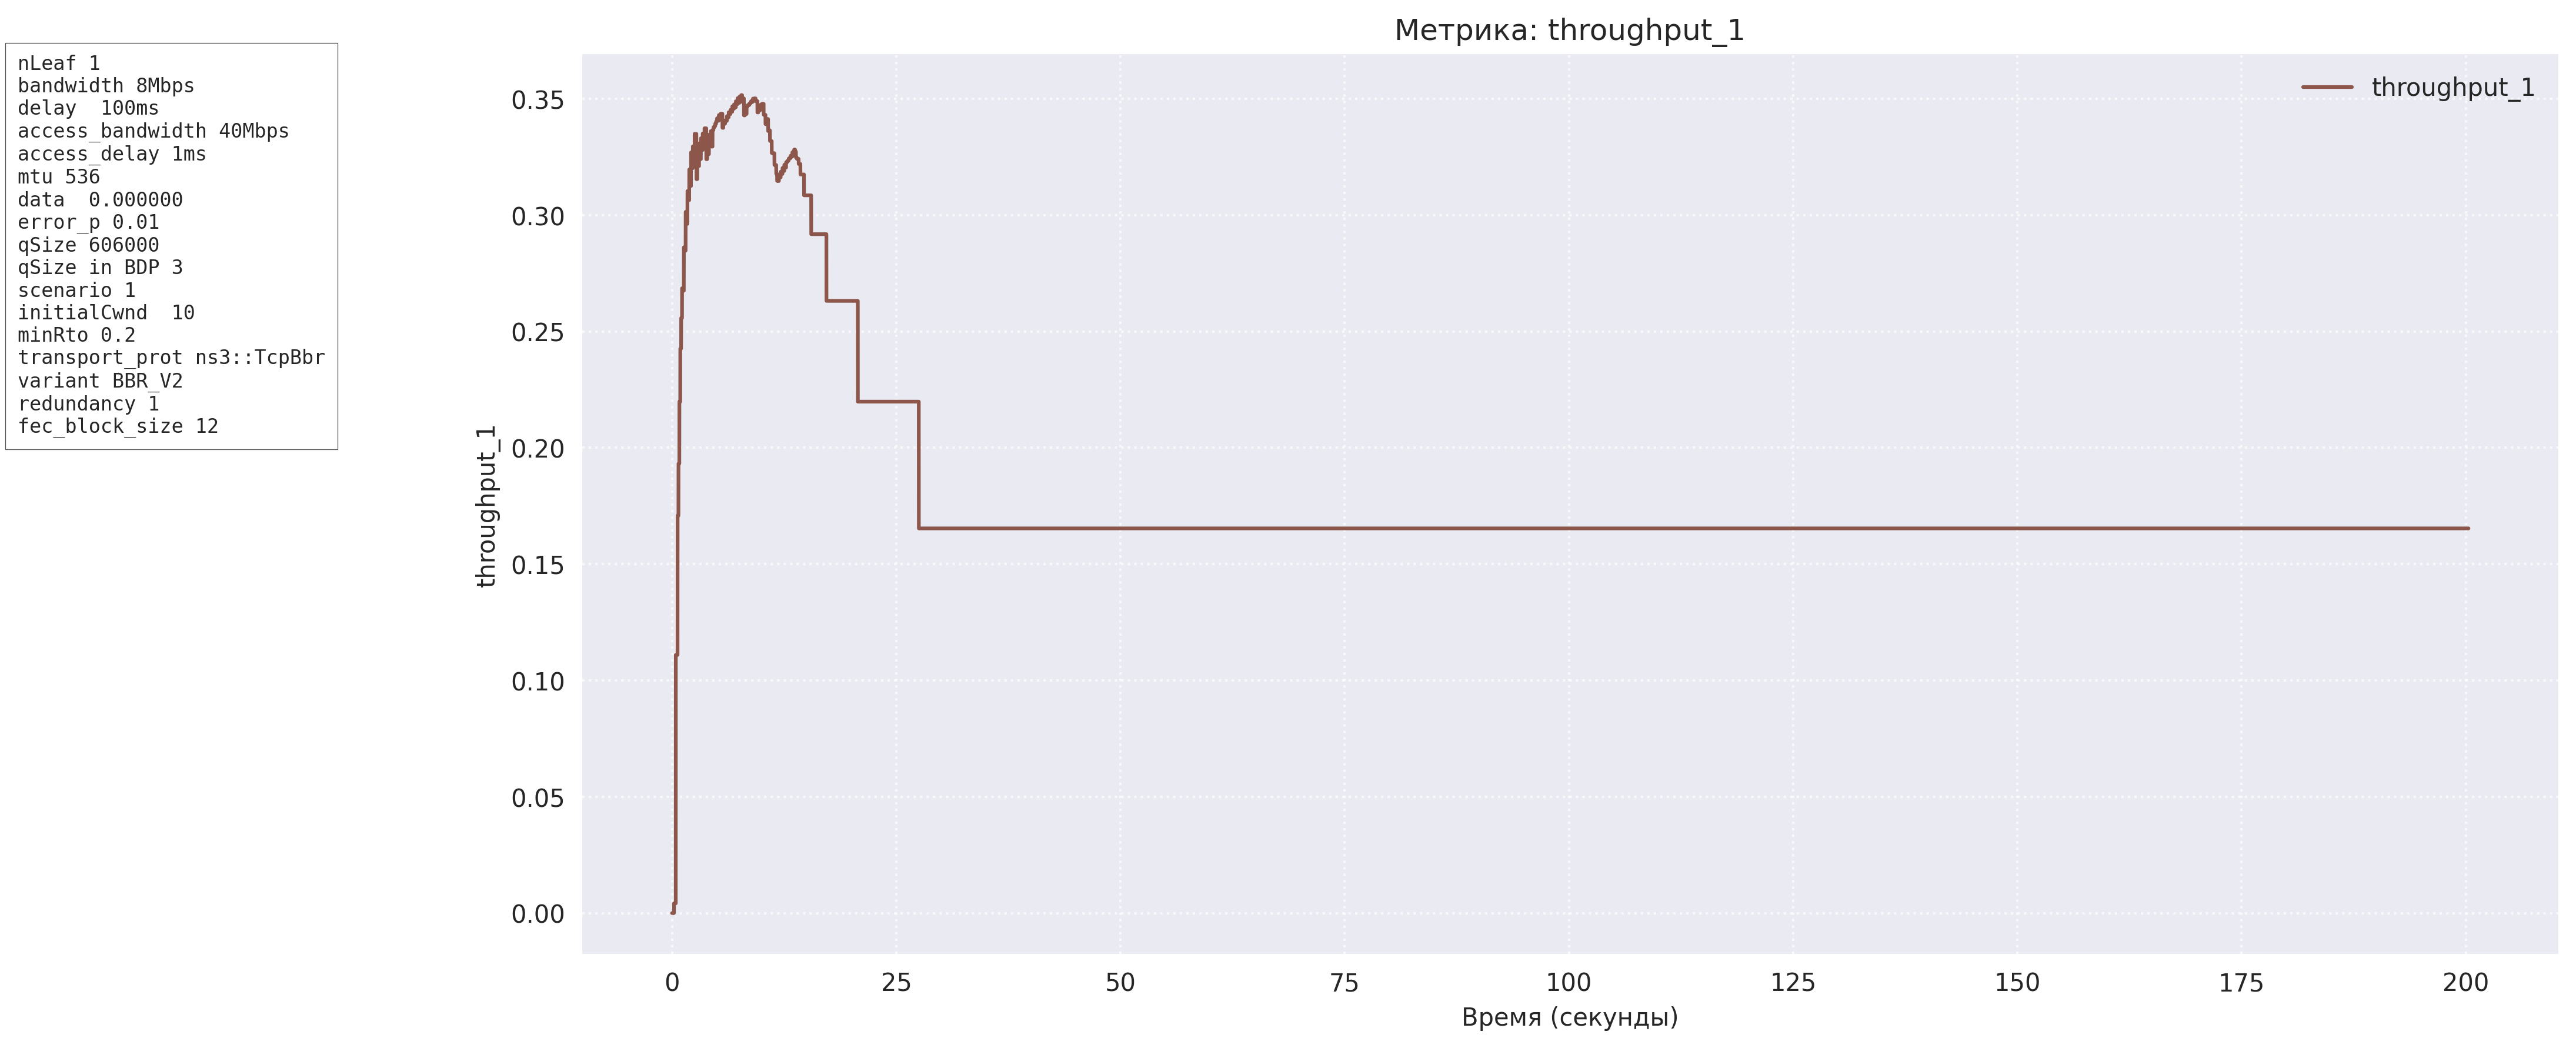 Метрика: throughput_1
nLeaf 1
bandwidth 8Mbps
delay  100ms
access_bandwidth 40Mbps
access_delay 1ms
mtu 536
data  0.000000
error_p 0.01
qSize 606000
qSize in BDP 3
scenario 1
initialCwnd  10
minRto 0.2
transport_prot ns3::TcpBbr
variant BBR_V2
redundancy 1
fec_block_size 12
throughput_1
throughput_1
0.35
0.30
0.25
0.20
0.15
0.10
0.05
0.00
0 25 50 75 100 125 150 175 200
Время (секунды)